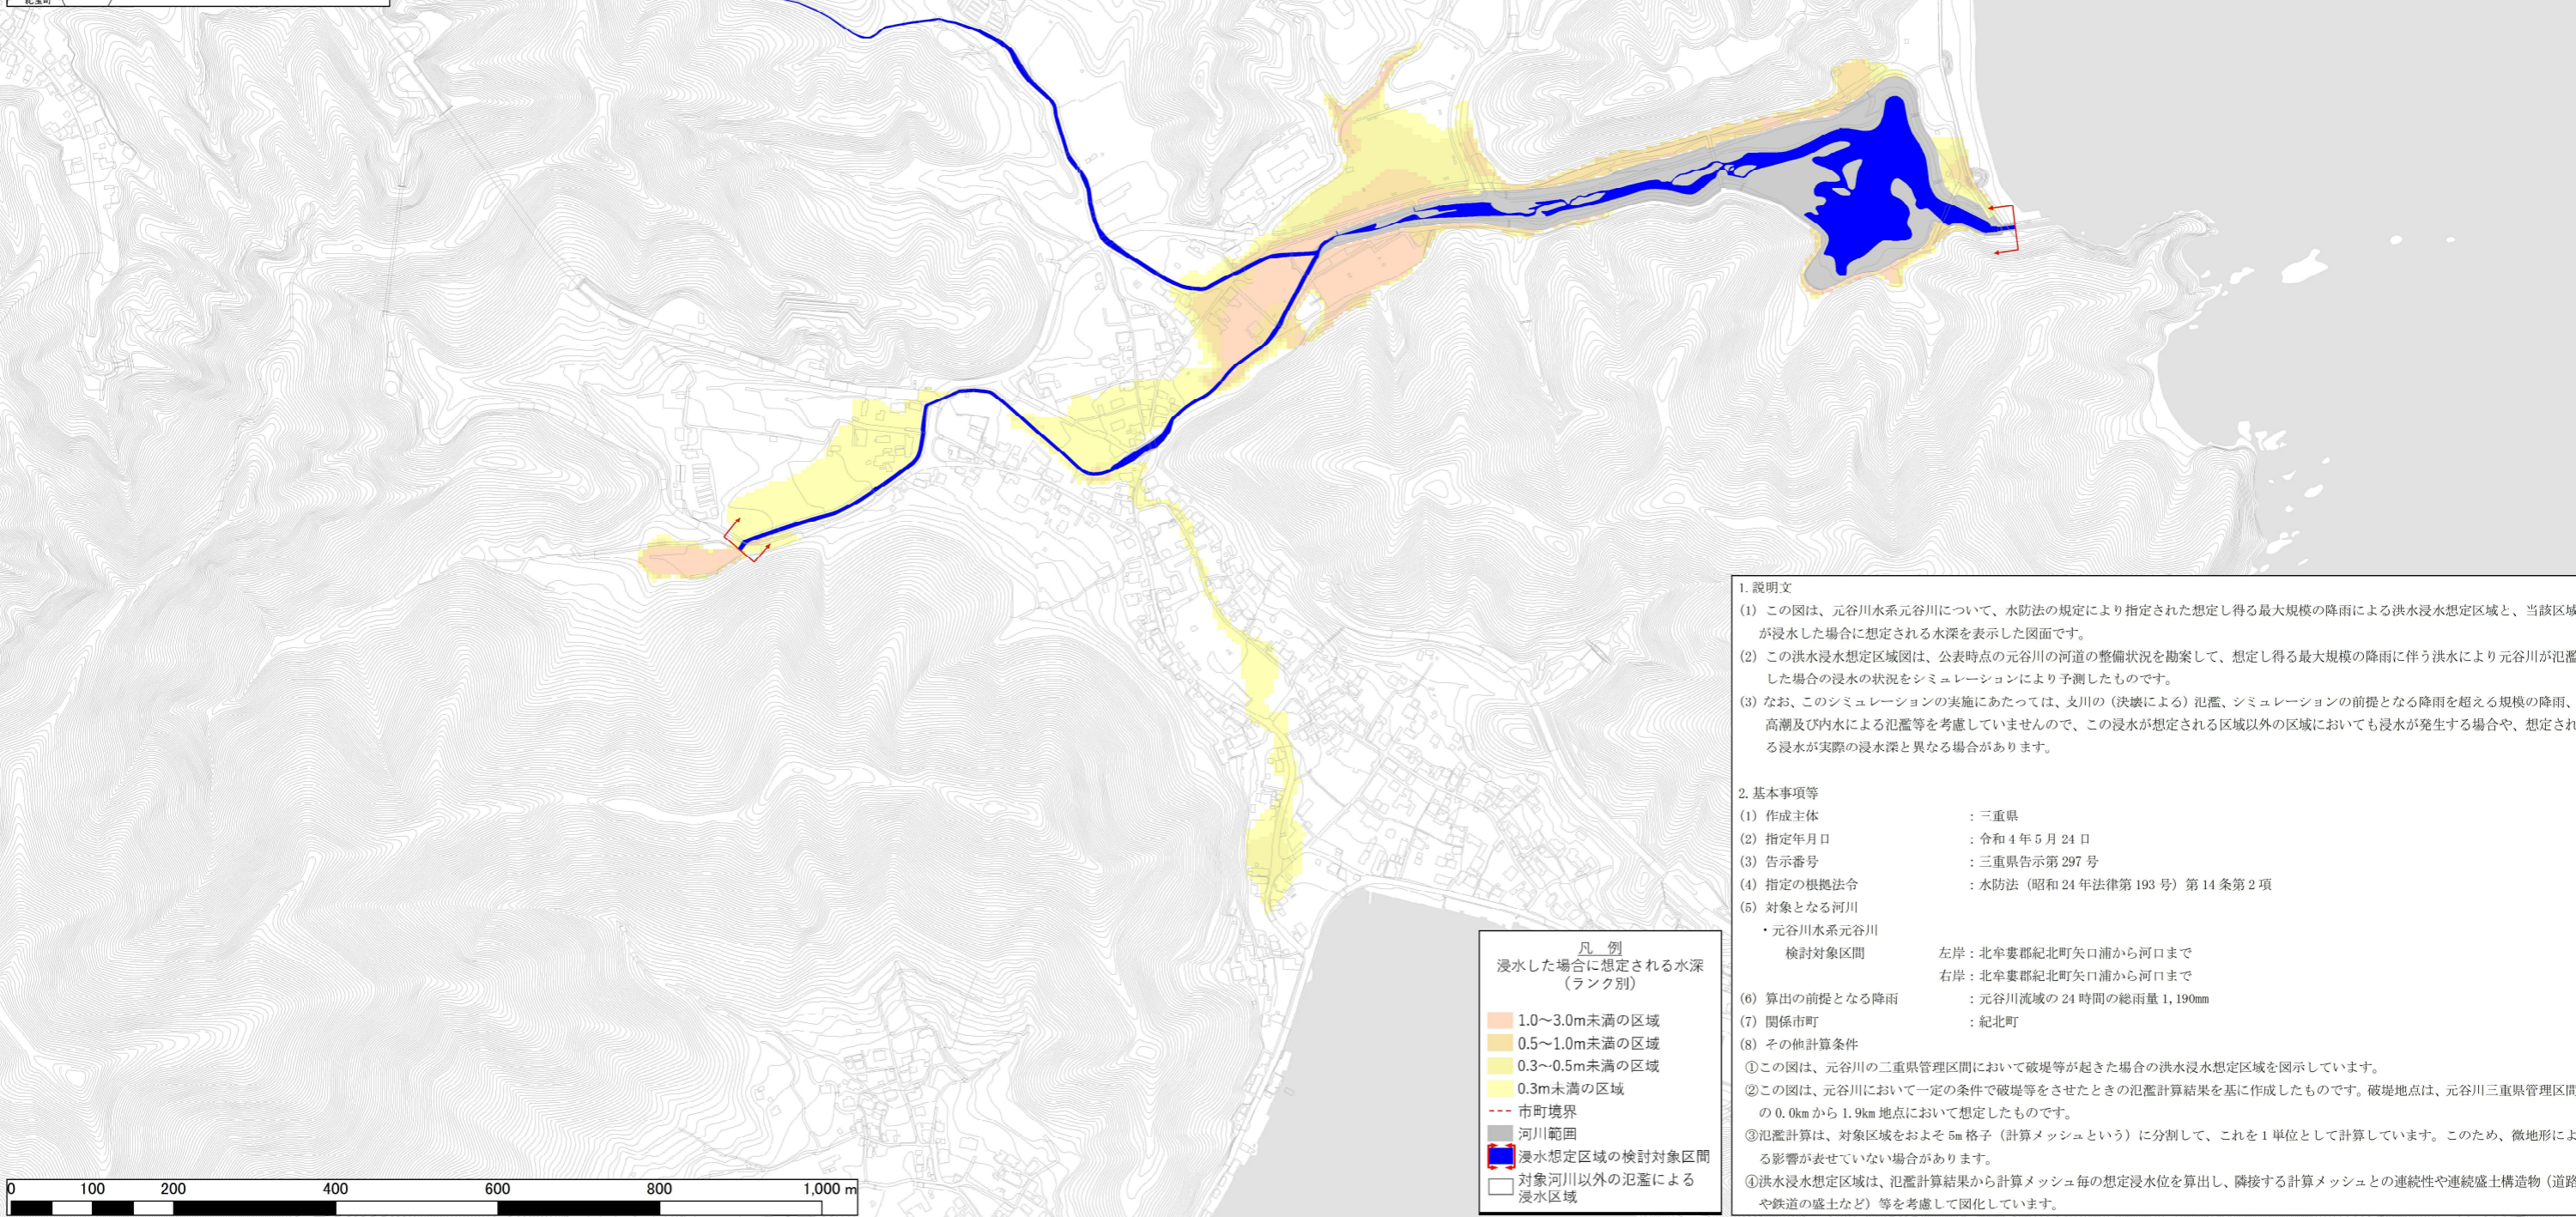 紀宝町
1. 説明文
(1) この図は、元谷川水系元谷川について、水防法の規定により指定された想定し得る最大規模の降雨による洪水浸水想定区域と、当該区域
が浸水した場合に想定される水深を表示した図面です。
(2) この洪水浸水想定区域図は、公表時点の元谷川の河道の整備状況を勘案して、想定し得る最大規模の降雨に伴う洪水により元谷川が氾濫
した場合の浸水の状況をシミュレーションにより予測したものです。
(3) なお、このシミュレーションの実施にあたっては、支川の（決壊による）氾濫、シミュレーションの前提となる降雨を超える規模の降雨、
高潮及び内水による氾濫等を考慮していませんので、この浸水が想定される区域以外の区域においても浸水が発生する場合や、想定され
る浸水が実際の浸水深と異なる場合があります。
2. 基本事項等
(1) 作成主体 ：三重県
(2) 指定年月日 ：令和 4 年 5 月 24 日
(3) 告示番号 ：三重県告示第 297 号
(4) 指定の根拠法令 ：水防法（昭和 24 年法律第 193 号）第 14 条第 2 項
(5) 対象となる河川
・元谷川水系元谷川
検討対象区間 左岸：北牟婁郡紀北町矢口浦から河口まで
右岸：北牟婁郡紀北町矢口浦から河口まで
(6) 算出の前提となる降雨 ：元谷川流域の 24 時間の総雨量 1,190mm
(7) 関係市町 ：紀北町
(8) その他計算条件
①この図は、元谷川の三重県管理区間において破堤等が起きた場合の洪水浸水想定区域を図示しています。
②この図は、元谷川において一定の条件で破堤等をさせたときの氾濫計算結果を基に作成したものです。破堤地点は、元谷川三重県管理区間
の 0.0km から 1.9km 地点において想定したものです。
③氾濫計算は、対象区域をおよそ 5m 格子（計算メッシュという）に分割して、これを 1 単位として計算しています。このため、微地形によ
る影響が表せていない場合があります。
④洪水浸水想定区域は、氾濫計算結果から計算メッシュ毎の想定浸水位を算出し、隣接する計算メッシュとの連続性や連続盛土構造物（道路
や鉄道の盛土など）等を考慮して図化しています。
凡 例
浸水した場合に想定される水深
（ランク別）
1.0～3.0m未満の区域
0.5～1.0m未満の区域
0.3～0.5m未満の区域
0.3m未満の区域
市町境界
河川範囲
浸水想定区域の検討対象区間
対象河川以外の氾濫による
浸水区域
0 100 200 400 600 800 1,000 m